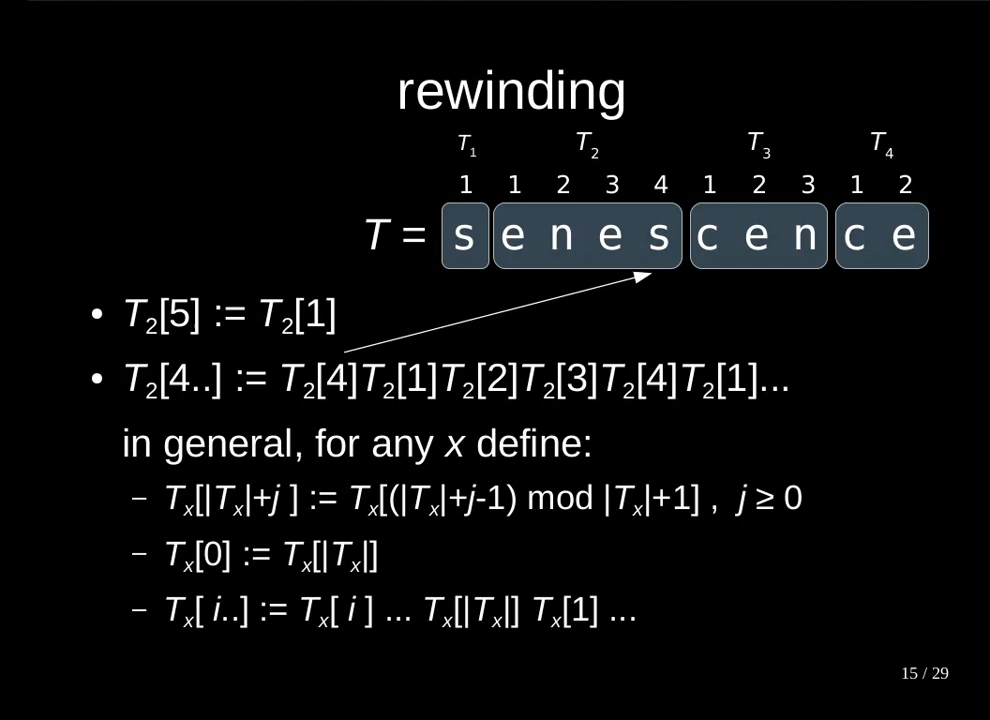 rewinding
T₁ T₂ T₃ T₄
1 1 2 3 4 1 2 3 1 2
T = s e n e s c e n c e
• T₂[5] := T₂[1]
• T₂[4..] := T₂[4]T₂[1]T₂[2]T₂[3]T₂[4]T₂[1]...
in general, for any x define:
– Tₓ[|Tₓ|+j ] := Tₓ[(|Tₓ|+j-1) mod |Tₓ|+1] , j ≥ 0
– Tₓ[0] := Tₓ[|Tₓ|]
– Tₓ[ i..] := Tₓ[ i ] ... Tₓ[|Tₓ|] Tₓ[1] ...
15 / 29